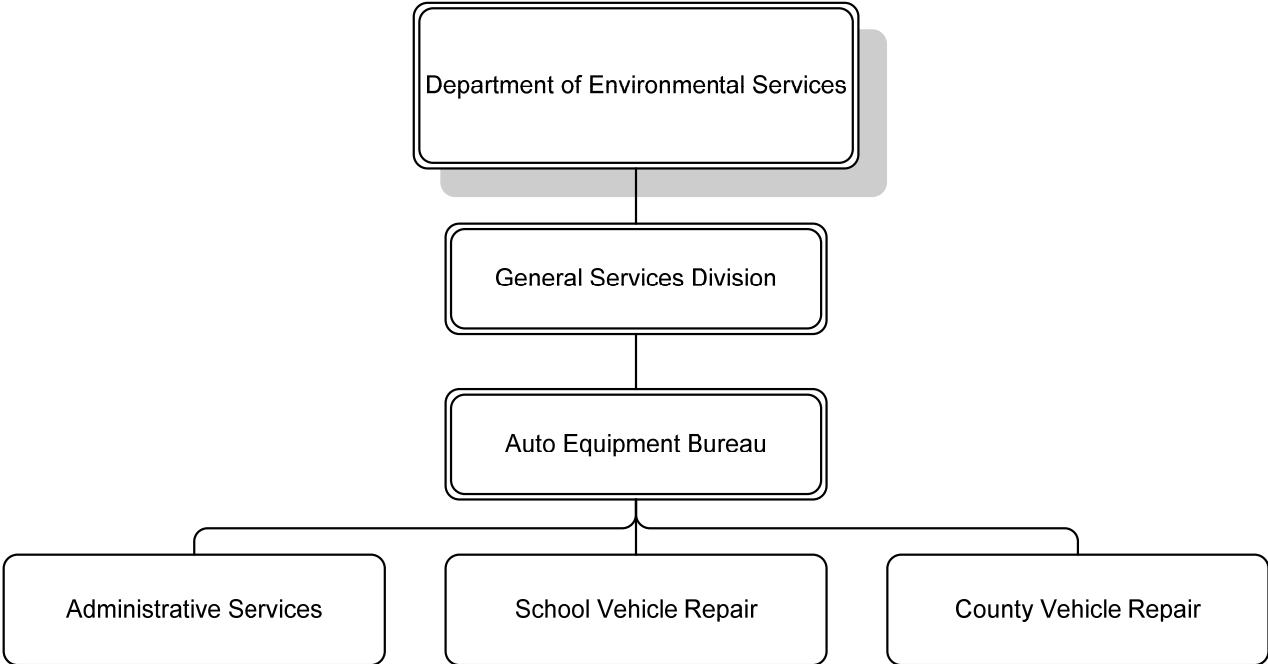 Department of Environmental Services
General Services Division
Auto Equipment Bureau
Administrative Services
School Vehicle Repair
County Vehicle Repair